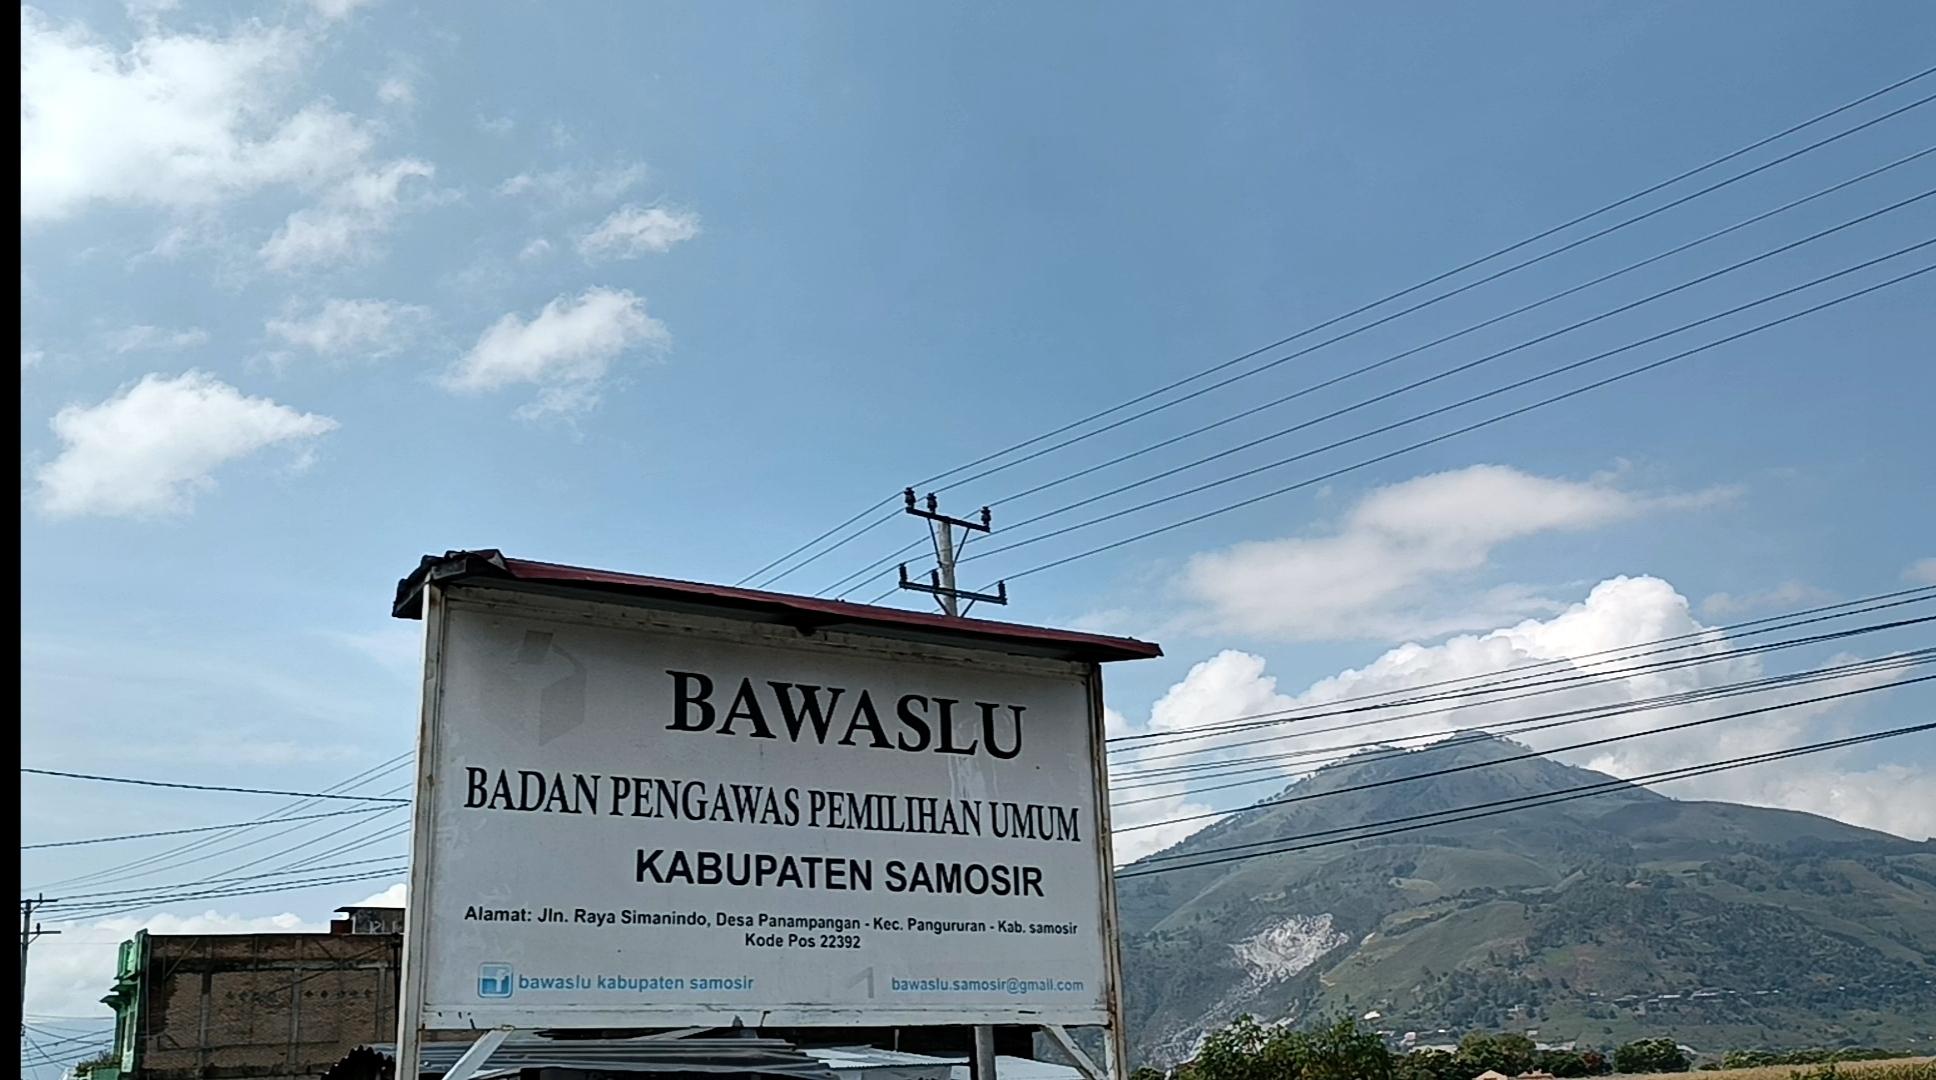 BAWASLU
BADAN PENGAWAS PEMILIHAN UMUM
KABUPATEN SAMOSIR
Alamat: Jln. Raya Simanindo, Desa Panampangan - Kec. Pangururan - Kab. samosir
Kode Pos 22392
f bawaslu kabupaten samosir
bawaslu.samosir@gmail.com